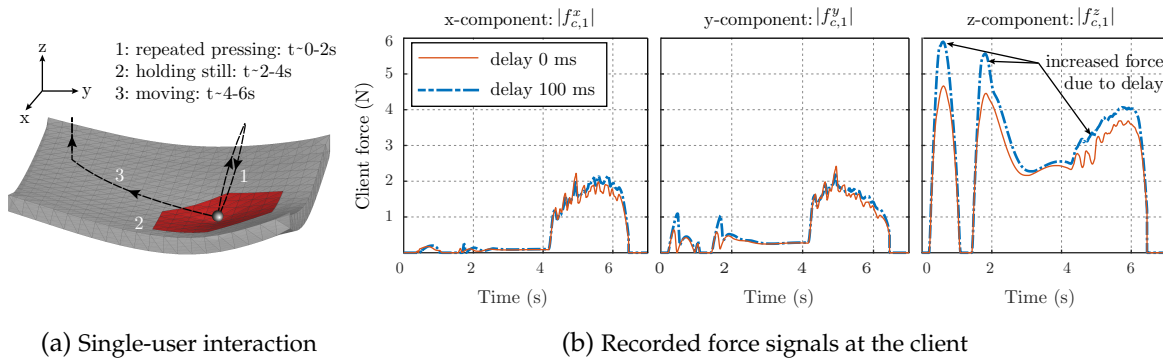 1: repeated pressing: t~0-2s
2: holding still: t~2-4s
3: moving: t~4-6s
z
y
x
3
1
2
(a) Single-user interaction
x-component: |f^x_{c,1}|
y-component: |f^y_{c,1}|
z-component: |f^z_{c,1}|
delay 0 ms
delay 100 ms
increased force
due to delay
Client force (N)
6
5
4
3
2
1
0 2 4 6
0 2 4 6
0 2 4 6
Time (s)
Time (s)
Time (s)
(b) Recorded force signals at the client